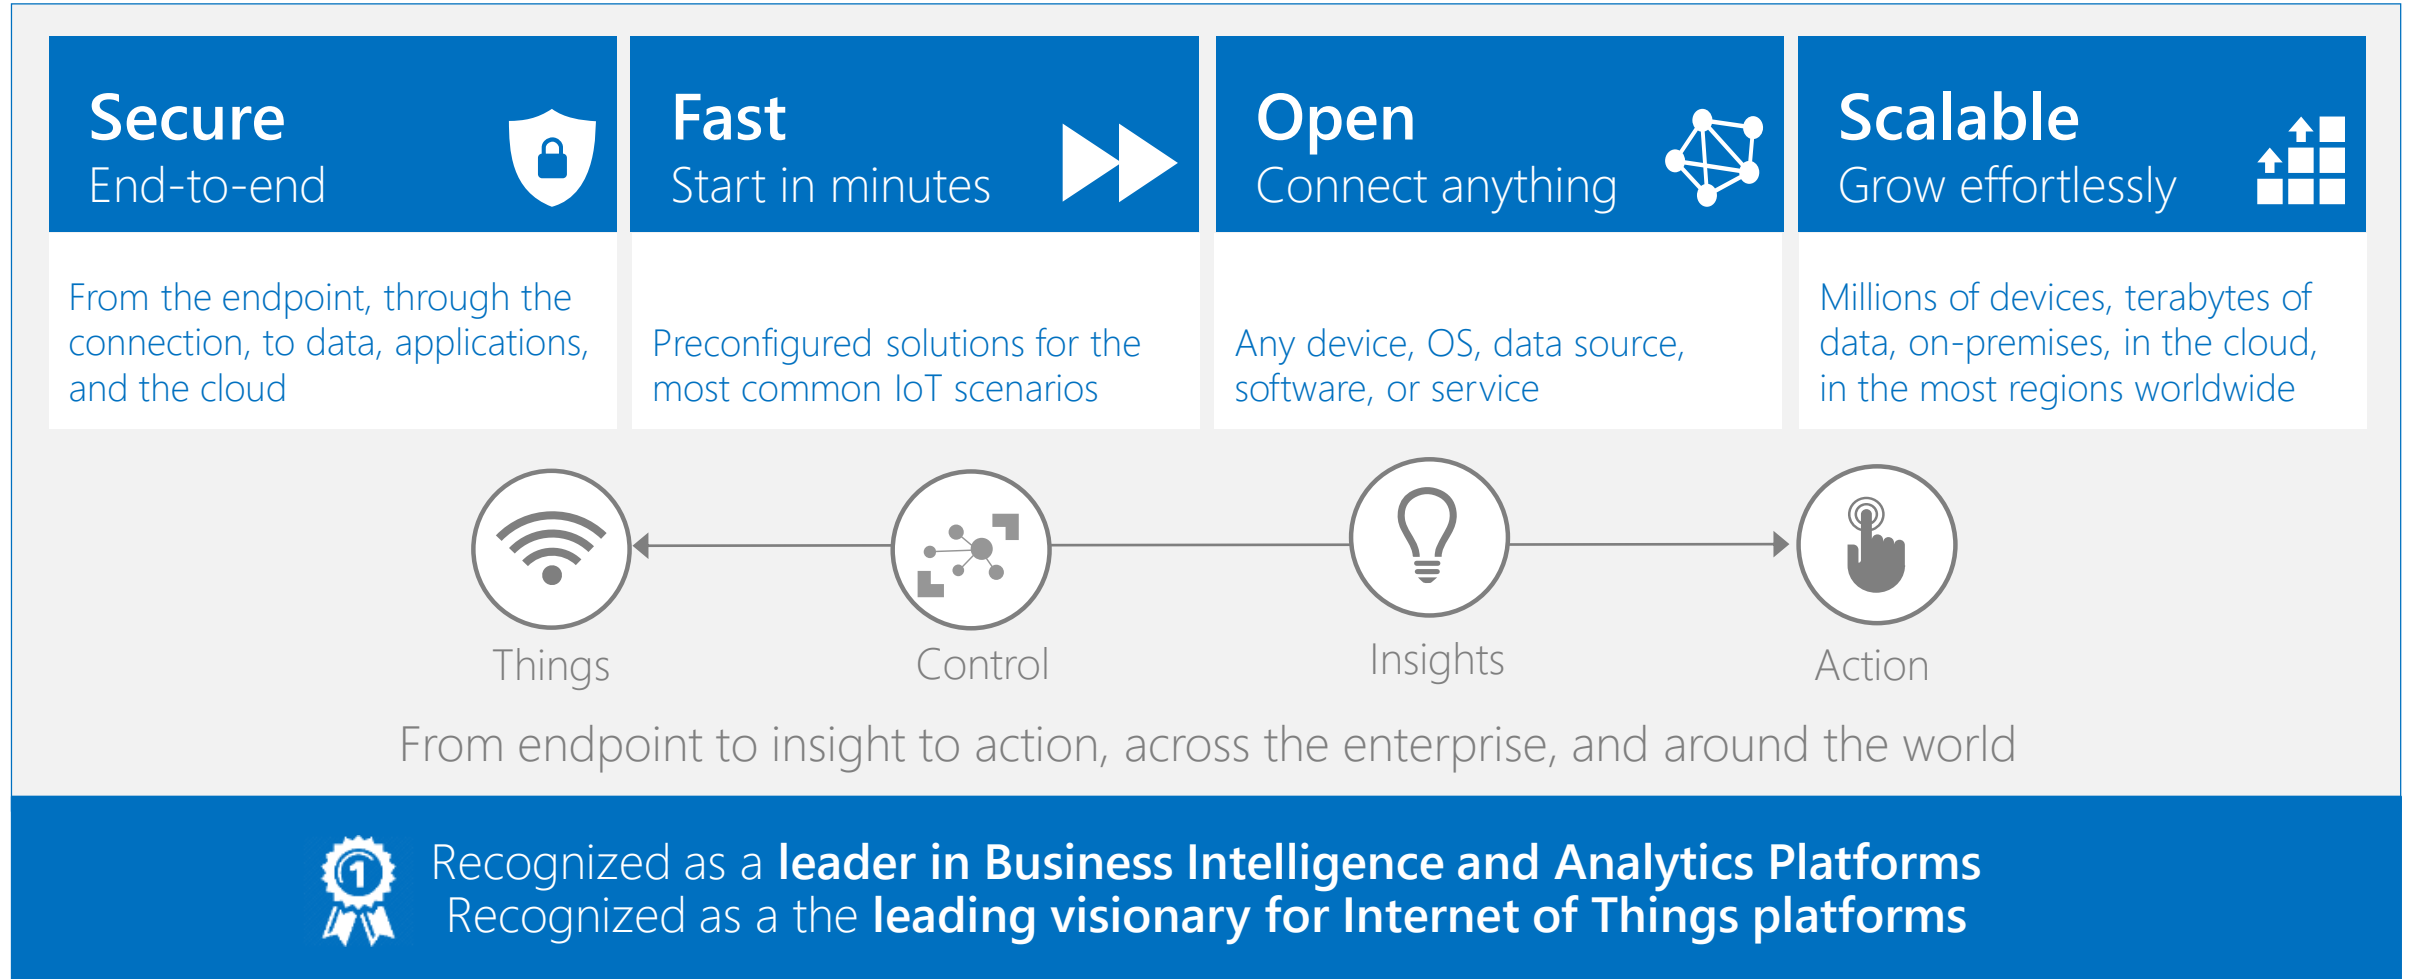 Secure
End-to-end
From the endpoint, through the
connection, to data, applications,
and the cloud
Fast
Start in minutes
Preconfigured solutions for the
most common IoT scenarios
Open
Connect anything
Any device, OS, data source,
software, or service
Scalable
Grow effortlessly
Millions of devices, terabytes of
data, on-premises, in the cloud,
in the most regions worldwide
Things
Control
Insights
Action
From endpoint to insight to action, across the enterprise, and around the world
1
Recognized as a leader in Business Intelligence and Analytics Platforms
Recognized as a the leading visionary for Internet of Things platforms